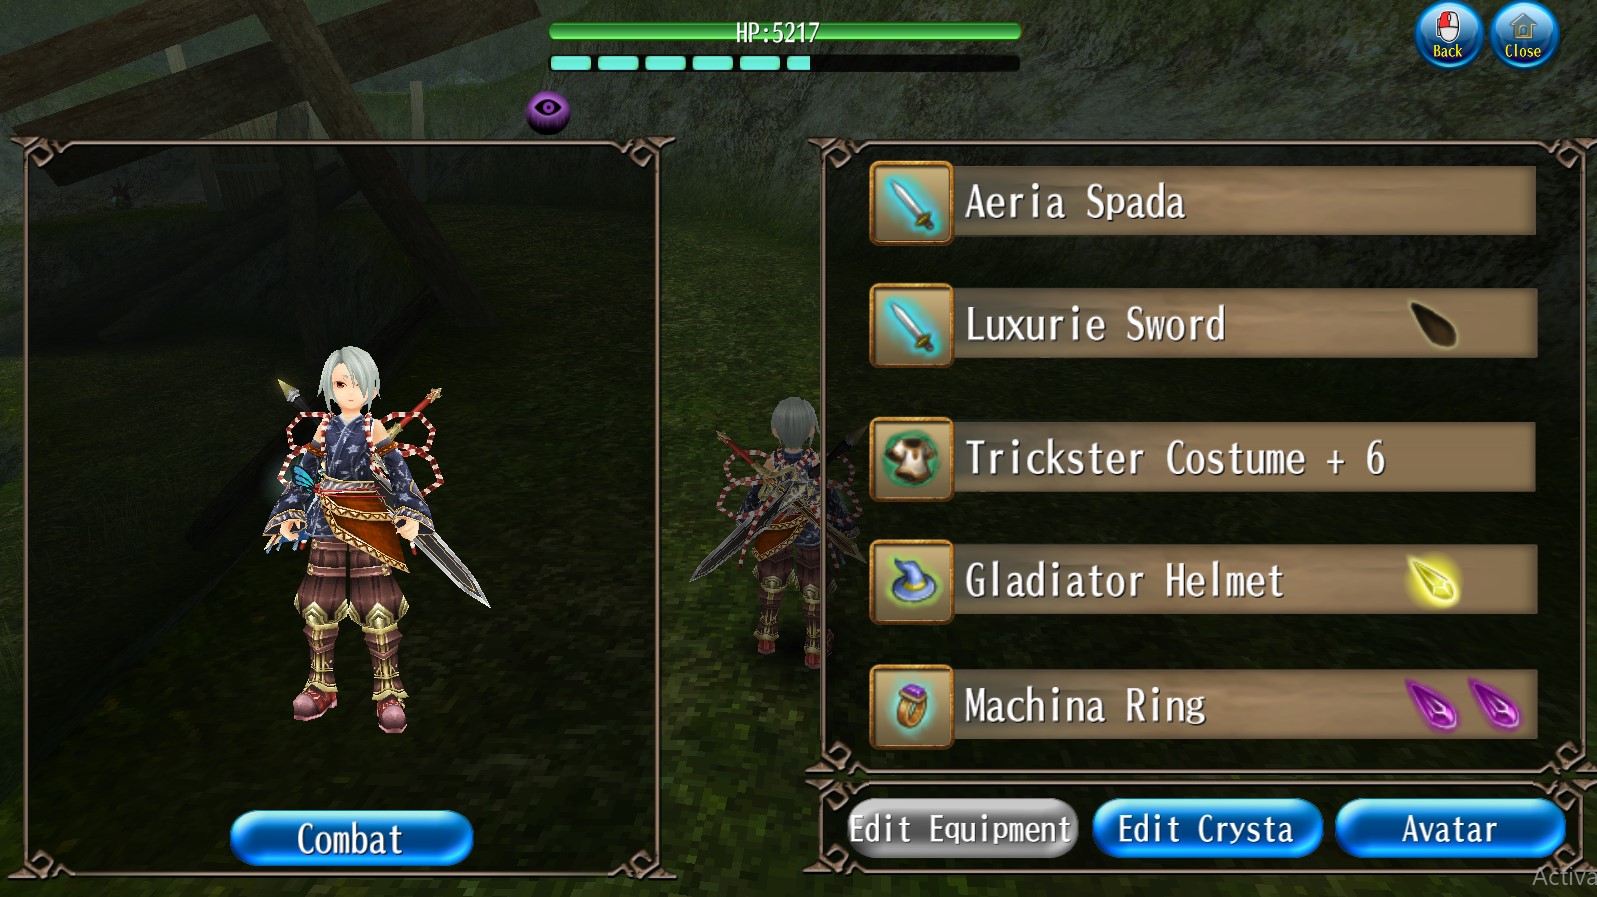 HP:5217
Back
Close
Aeria Spada
Luxurie Sword
Trickster Costume + 6
Gladiator Helmet
Machina Ring
Combat
Edit Equipment
Edit Crysta
Avatar
Activa